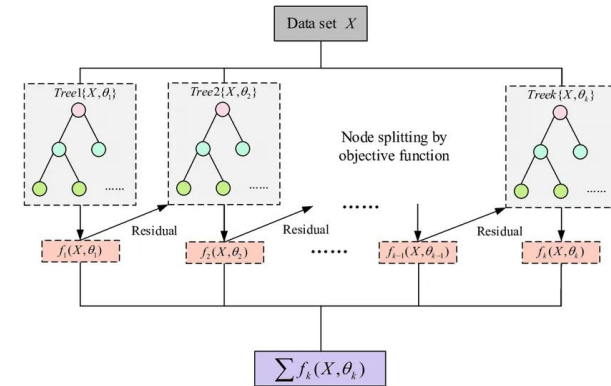 Data set X
Tree1{X,θ₁}
Tree2{X,θ₂}
Treek{X,θₖ}
Node splitting by
objective function
......
......
......
......
Residual
Residual
Residual
f₁(X,θ₁)
f₂(X,θ₂)
......
fₖ₋₁(X,θₖ₋₁)
fₖ(X,θₖ)
∑ fₖ(X,θₖ)